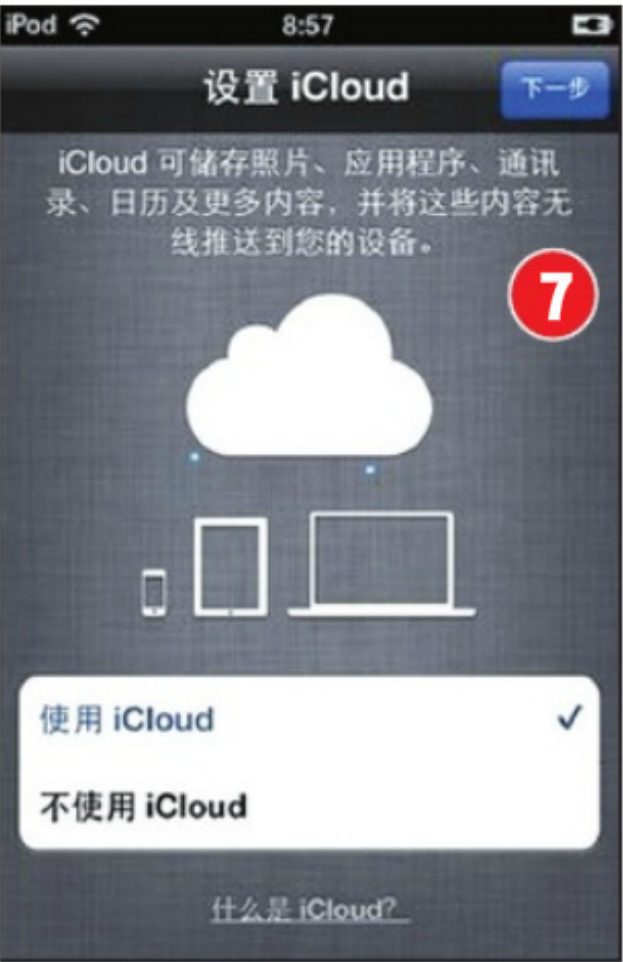 iPod 8:57
设置 iCloud 下一步
iCloud 可储存照片、应用程序、通讯
录、日历及更多内容，并将这些内容无
线推送到您的设备。
7
使用 iCloud
不使用 iCloud
什么是 iCloud?